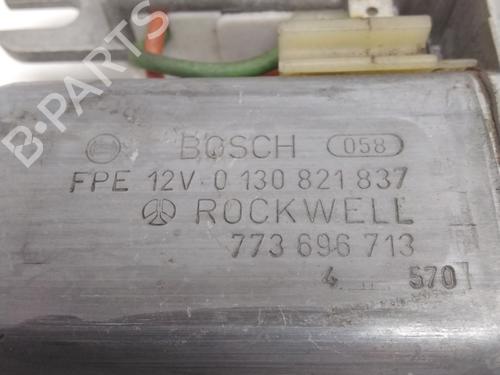 B-PARTS
BOSCH 058
FPE 12V 0 130 821 837
ROCKWELL
773 696 713
4 570